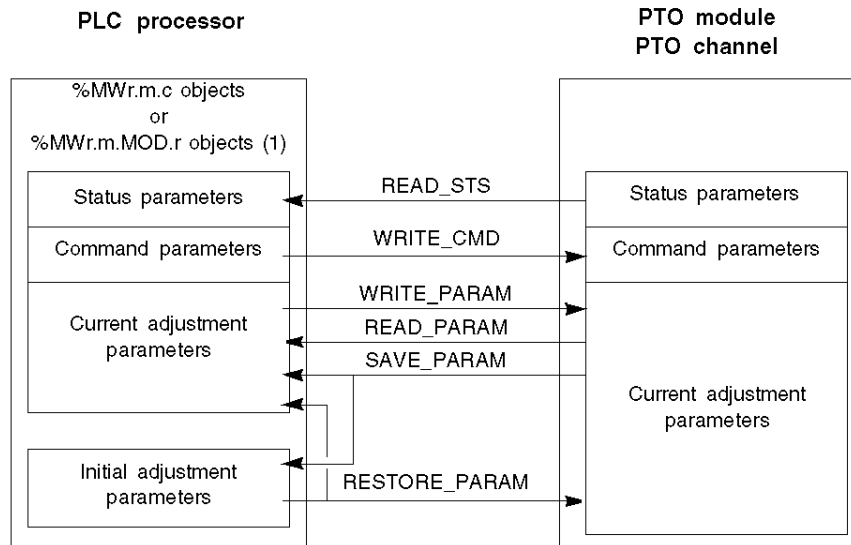 PLC processor
PTO module
PTO channel
%MWr.m.c objects
or
%MWr.m.MOD.r objects (1)
Status parameters
READ_STS
Status parameters
Command parameters
WRITE_CMD
Command parameters
WRITE_PARAM
Current adjustment
parameters
READ_PARAM
SAVE_PARAM
Current adjustment
parameters
Initial adjustment
parameters
RESTORE_PARAM